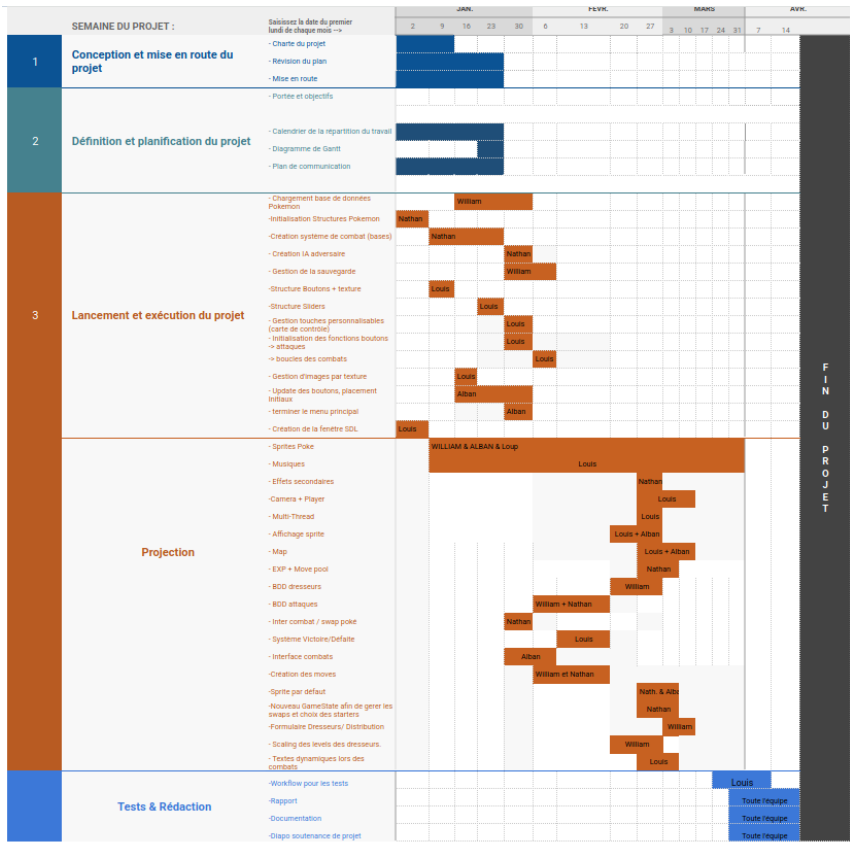 JAN. FÉVR. MARS AVR.
SEMAINE DU PROJET :
Saisissez la date du premier
lundi de chaque mois -->
2 9 16 23 30 6 13 20 27 3 10 17 24 31 7 14
1
Conception et mise en route du
projet
- Charte du projet
- Révision du plan
- Mise en route
2
Définition et planification du projet
- Portée et objectifs
- Calendrier de la répartition du travail
- Diagramme de Gantt
- Plan de communication
3
Lancement et exécution du projet
- Chargement base de données
Pokemon
William
-Initialisation Structures Pokemon
Nathan
-Création système de combat (bases)
Nathan
- Création IA adversaire
Nathan
- Gestion de la sauvegarde
William
-Structure Boutons + texture
Louis
-Structure Sliders
Louis
- Gestion touches personnalisables
(carte de contrôle)
Louis
- Initialisation des fonctions boutons
-> attaques
Louis
-> boucles des combats
Louis
- Gestion d'images par texture
Louis
- Update des boutons, placement
Initiaux
Alban
- terminer le menu principal
Alban
- Création de la fenêtre SDL
Louis
Projection
- Sprites Poke
WILLIAM & ALBAN & Loup
- Musiques
Louis
- Effets secondaires
Nathan
-Camera + Player
Louis
- Multi-Thread
Louis
- Affichage sprite
Louis + Alban
- Map
Louis + Alban
- EXP + Move pool
Nathan
- BDD dresseurs
William
- BDD attaques
William + Nathan
- Inter combat / swap poké
Nathan
- Système Victoire/Défaite
Louis
- Interface combats
Alban
-Création des moves
William et Nathan
-Sprite par défaut
Nath. & Alba
-Nouveau GameState afin de gerer les
swaps et choix des starters
Nathan
-Formulaire Dresseurs/ Distribution
William
- Scaling des levels des dresseurs.
William
- Textes dynamiques lors des
combats
Louis
Tests & Rédaction
-Workflow pour les tests
Louis
-Rapport
Toute l'équipe
-Documentation
Toute l'équipe
-Diapo soutenance de projet
Toute l'équipe
FIN DU PROJET